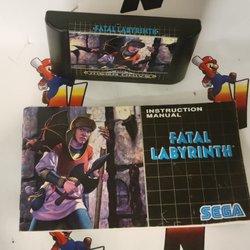 FATAL LABYRINTH
INSTRUCTION
MANUAL
FATAL
LABYRINTH
SEGA